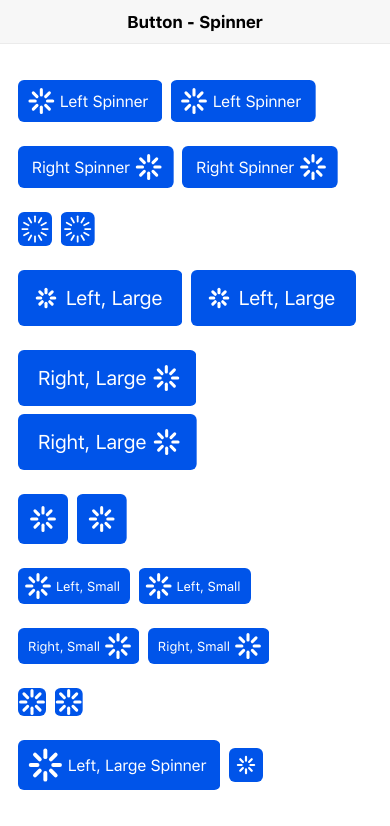 Button - Spinner
Left Spinner Left Spinner
Right Spinner Right Spinner
Left, Large Left, Large
Right, Large
Right, Large
Left, Small Left, Small
Right, Small Right, Small
Left, Large Spinner